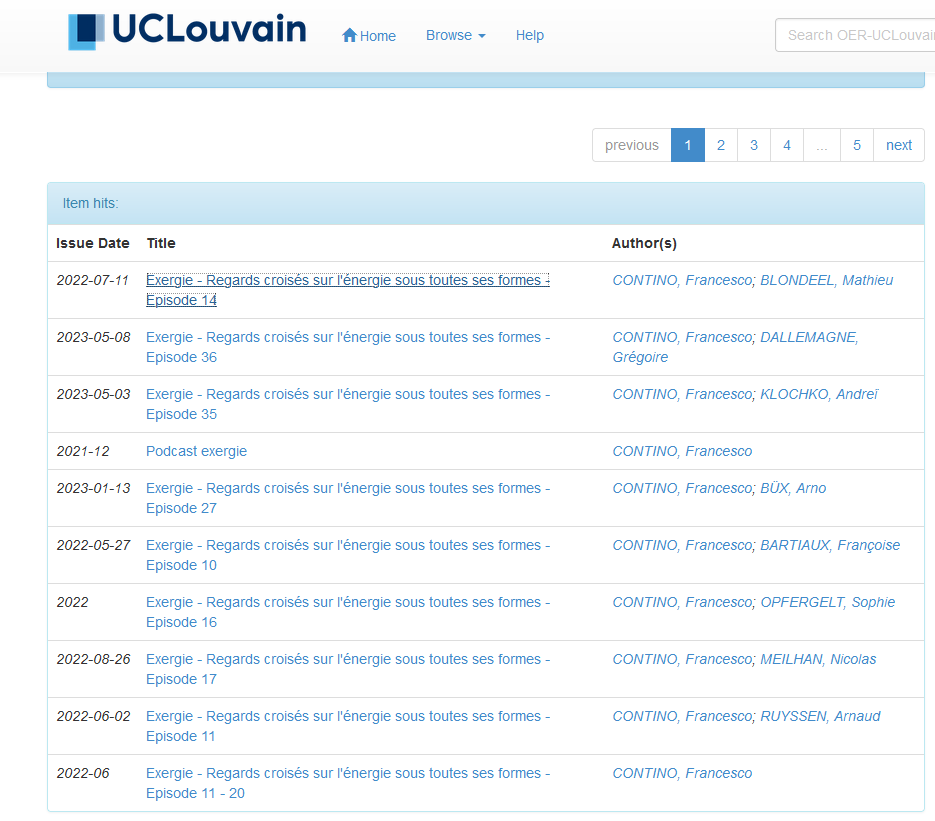 UCLouvain Home Browse Help Search OER-UCLouvai
previous 1 2 3 4 ... 5 next
Item hits:
Issue Date Title Author(s)
2022-07-11 Exergie - Regards croisés sur l'énergie sous toutes ses formes - CONTINO, Francesco; BLONDEEL, Mathieu
Episode 14
2023-05-08 Exergie - Regards croisés sur l'énergie sous toutes ses formes - CONTINO, Francesco; DALLEMAGNE,
Episode 36 Grégoire
2023-05-03 Exergie - Regards croisés sur l'énergie sous toutes ses formes - CONTINO, Francesco; KLOCHKO, Andreï
Episode 35
2021-12 Podcast exergie CONTINO, Francesco
2023-01-13 Exergie - Regards croisés sur l'énergie sous toutes ses formes - CONTINO, Francesco; BÜX, Arno
Episode 27
2022-05-27 Exergie - Regards croisés sur l'énergie sous toutes ses formes - CONTINO, Francesco; BARTIAUX, Françoise
Episode 10
2022 Exergie - Regards croisés sur l'énergie sous toutes ses formes - CONTINO, Francesco; OPFERGELT, Sophie
Episode 16
2022-08-26 Exergie - Regards croisés sur l'énergie sous toutes ses formes - CONTINO, Francesco; MEILHAN, Nicolas
Episode 17
2022-06-02 Exergie - Regards croisés sur l'énergie sous toutes ses formes - CONTINO, Francesco; RUYSSEN, Arnaud
Episode 11
2022-06 Exergie - Regards croisés sur l'énergie sous toutes ses formes - CONTINO, Francesco
Episode 11 - 20